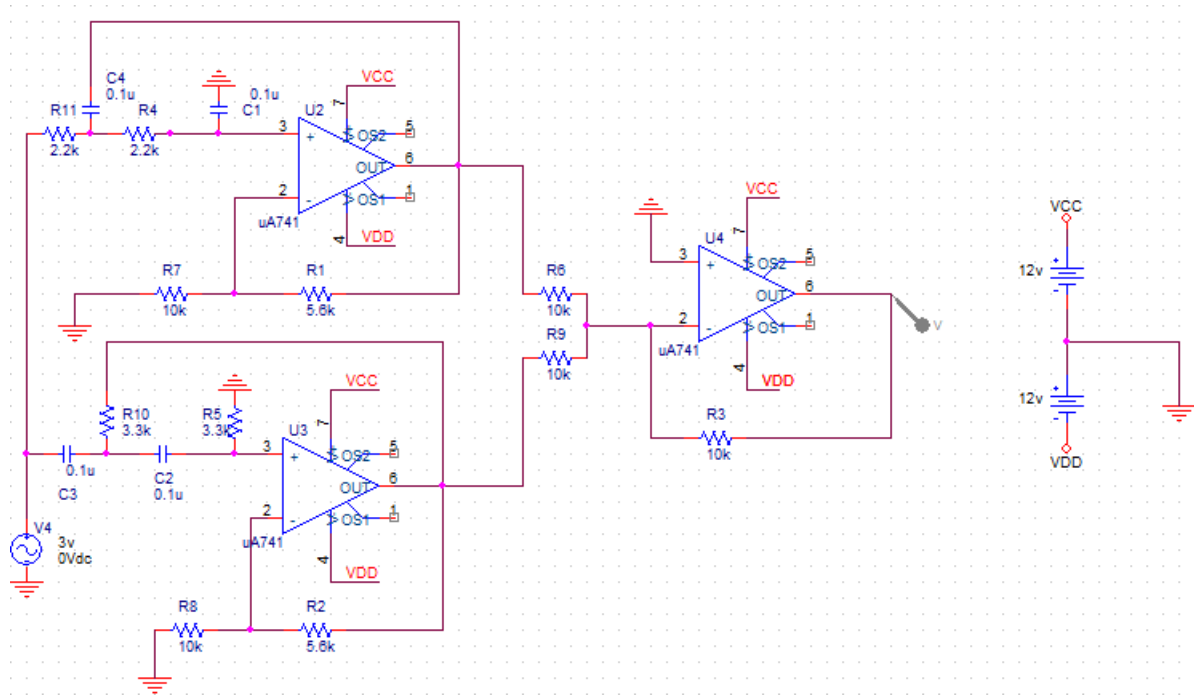 C4
0.1u
R11
2.2k
R4
2.2k
0.1u
C1
U2
VCC
7
3
+
OS2
5
OUT
6
2
-
OS1
1
uA741
4
VDD
R7
10k
R1
5.6k
R6
10k
R9
10k
U4
VCC
7
3
+
OS2
5
OUT
6
2
-
OS1
1
uA741
4
VDD
R3
10k
V
VCC
12v
+
-
12v
+
-
VDD
R10
3.3k
R5
3.3k
0.1u
C3
C2
0.1u
U3
VCC
7
3
+
OS2
5
OUT
6
2
-
OS1
1
uA741
4
VDD
V4
3v
0Vdc
R8
10k
R2
5.6k